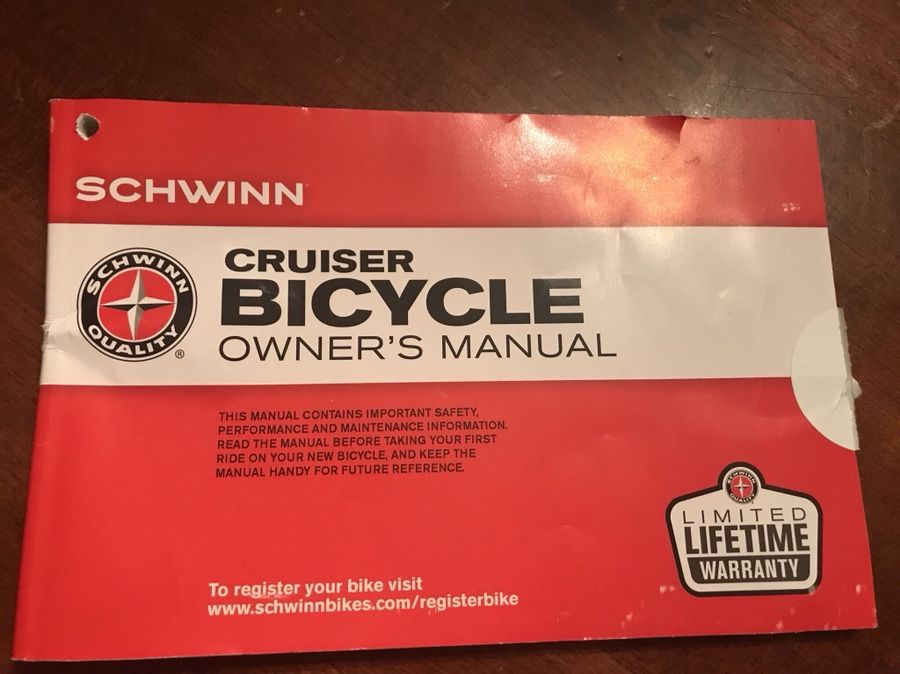 SCHWINN
SCHWINN
QUALITY ®
CRUISER
BICYCLE
OWNER'S MANUAL
THIS MANUAL CONTAINS IMPORTANT SAFETY,
PERFORMANCE AND MAINTENANCE INFORMATION.
READ THE MANUAL BEFORE TAKING YOUR FIRST
RIDE ON YOUR NEW BICYCLE, AND KEEP THE
MANUAL HANDY FOR FUTURE REFERENCE.
SCHWINN
QUALITY
LIMITED
LIFETIME
WARRANTY
To register your bike visit
www.schwinnbikes.com/registerbike